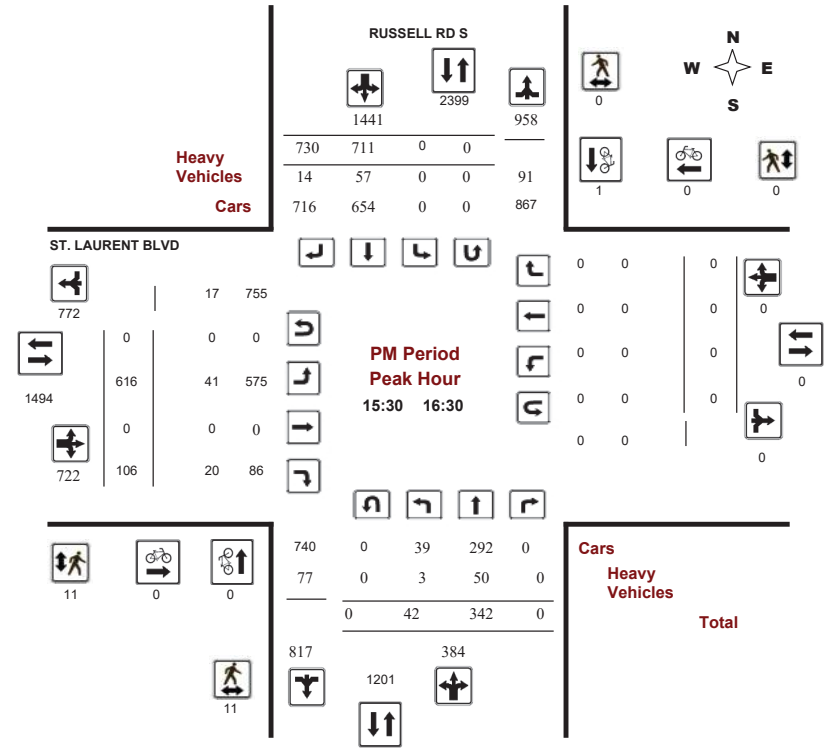 RUSSELL RD S
N
W E
S
2399
0
1441 958
730 711 0 0
Heavy
Vehicles
14 57 0 0 91
1 0 0
Cars
716 654 0 0 867
ST. LAURENT BLVD
772
17 755
0 0 0 0
0 0 0
1494
0 0 0
616 41 575
PM Period
Peak Hour
15:30 16:30
0 0 0
0 0 0
0
722
106 20 86
0 0
0
740 0 39 292 0
Cars
77 0 3 50 0
Heavy
Vehicles
11 0 0
0 42 342 0
Total
817 384
1201
11